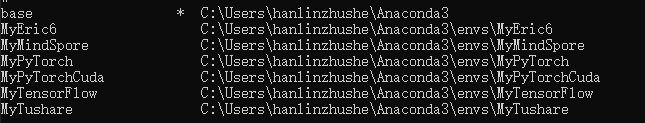 base * C:\Users\hanlinzhushe\Anaconda3
MyEric6 C:\Users\hanlinzhushe\Anaconda3\envs\MyEric6
MyMindSpore C:\Users\hanlinzhushe\Anaconda3\envs\MyMindSpore
MyPyTorch C:\Users\hanlinzhushe\Anaconda3\envs\MyPyTorch
MyPyTorchCuda C:\Users\hanlinzhushe\Anaconda3\envs\MyPyTorchCuda
MyTensorFlow C:\Users\hanlinzhushe\Anaconda3\envs\MyTensorFlow
MyTushare C:\Users\hanlinzhushe\Anaconda3\envs\MyTushare